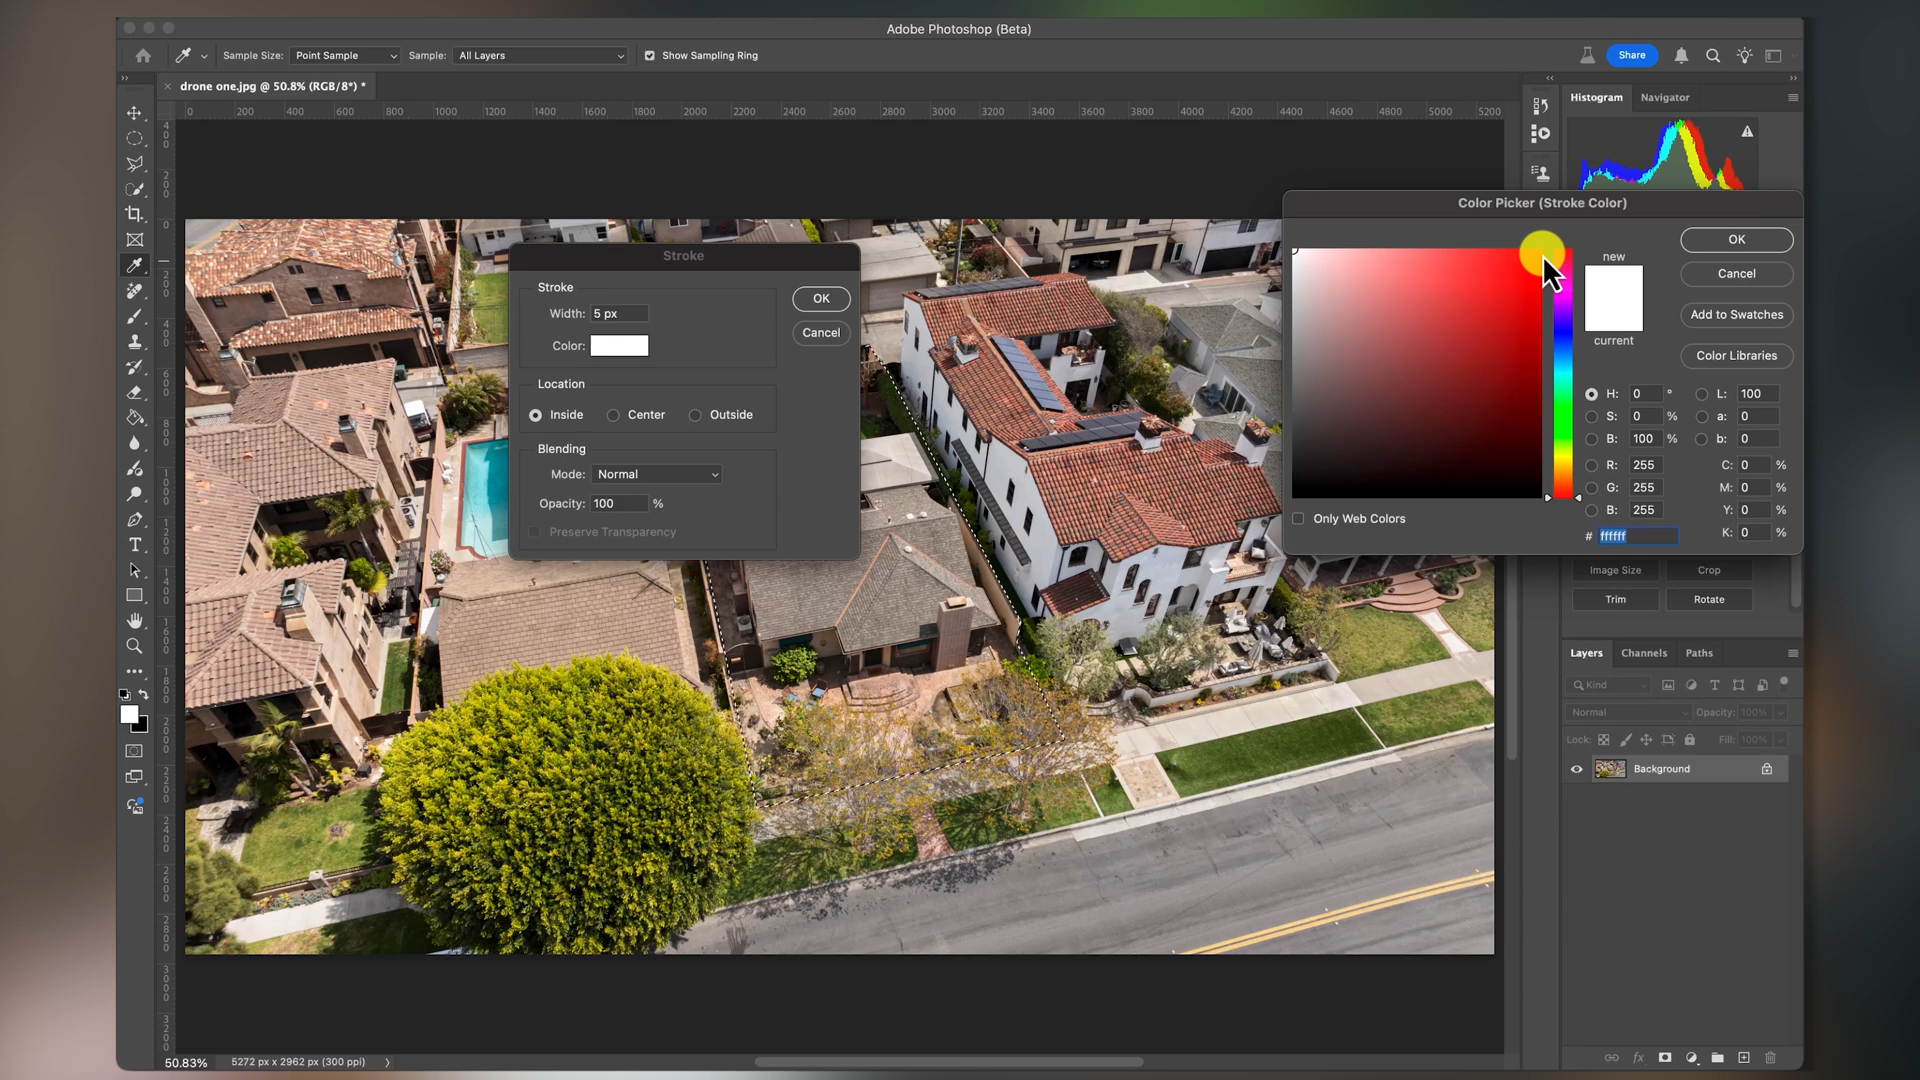 Adobe Photoshop (Beta)
Sample Size: Point Sample Sample: All Layers Show Sampling Ring Share
drone one.jpg @ 50.8% (RGB/8*) *
0 200 400 600 800 1000 1200 1400 1600 1800 2000 2200 2400 2600 2800 3000 3200 3400 3600 3800 4000 4200 4400 4600 4800 5000 5200
Histogram Navigator
Color Picker (Stroke Color)
OK
Cancel
Add to Swatches
Color Libraries
new
current
H: 0 ° L: 100
S: 0 % a: 0
B: 100 % b: 0
R: 255 C: 0 %
G: 255 M: 0 %
B: 255 Y: 0 %
# ffffff K: 0 %
Only Web Colors
Stroke
Stroke
Width: 5 px
Color:
OK
Cancel
Location
Inside Center Outside
Blending
Mode: Normal
Opacity: 100 %
Preserve Transparency
Image Size Crop
Trim Rotate
Layers Channels Paths
Kind
Normal Opacity: 100%
Lock: Fill: 100%
Background
fx
50.83% 5272 px x 2962 px (300 ppi)